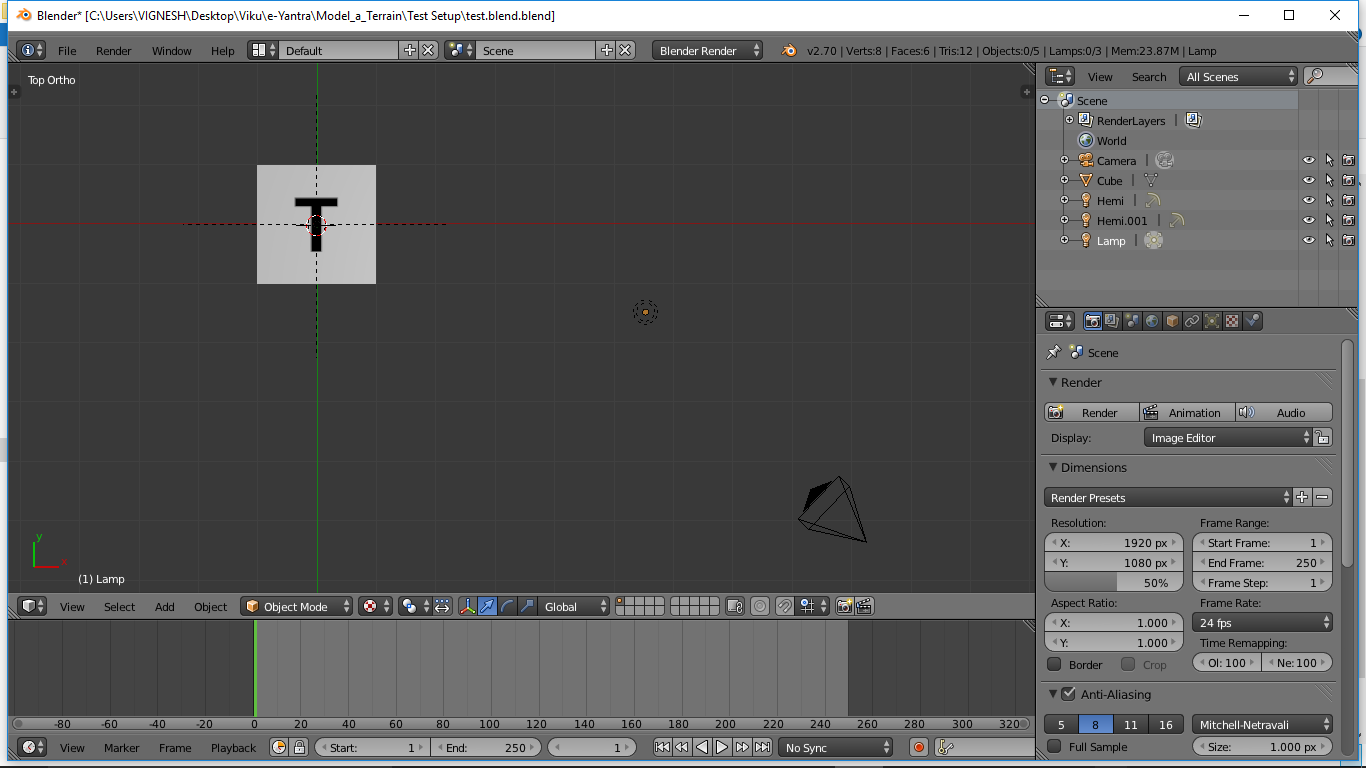 Blender* [C:\Users\VIGNESH\Desktop\Viku\e-Yantra\Model_a_Terrain\Test Setup\test.blend.blend]
File Render Window Help Default Scene Blender Render v2.70 | Verts:8 | Faces:6 | Tris:12 | Objects:0/5 | Lamps:0/3 | Mem:23.87M | Lamp
Top Ortho
T
y
x
(1) Lamp
View Select Add Object Object Mode Global
-80 -60 -40 -20 0 20 40 60 80 100 120 140 160 180 200 220 240 260 280 300 320
View Marker Frame Playback Start: 1 End: 250 1 No Sync
View Search All Scenes
Scene
RenderLayers |
World
Camera |
Cube |
Hemi |
Hemi.001 |
Lamp |
Scene
Render
Render Animation Audio
Display: Image Editor
Dimensions
Render Presets
Resolution: Frame Range:
X: 1920 px Start Frame: 1
Y: 1080 px End Frame: 250
50% Frame Step: 1
Aspect Ratio: Frame Rate:
X: 1.000 24 fps
Y: 1.000 Time Remapping:
Border Crop Ol: 100 Ne: 100
Anti-Aliasing
5 8 11 16 Mitchell-Netravali
Full Sample Size: 1.000 px